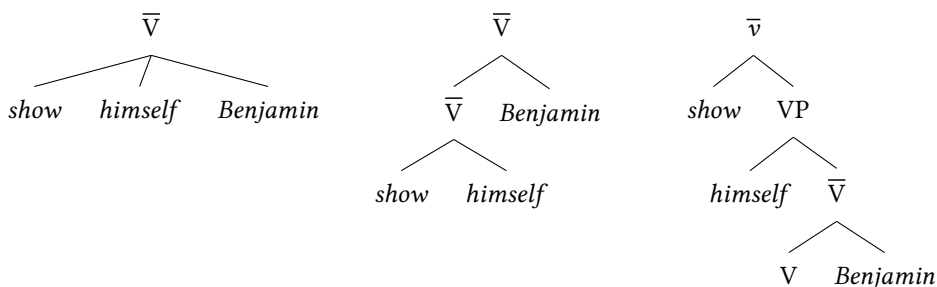 V̅ V̅ v̅
show himself Benjamin V̅ Benjamin show VP
show himself himself V̅
V Benjamin